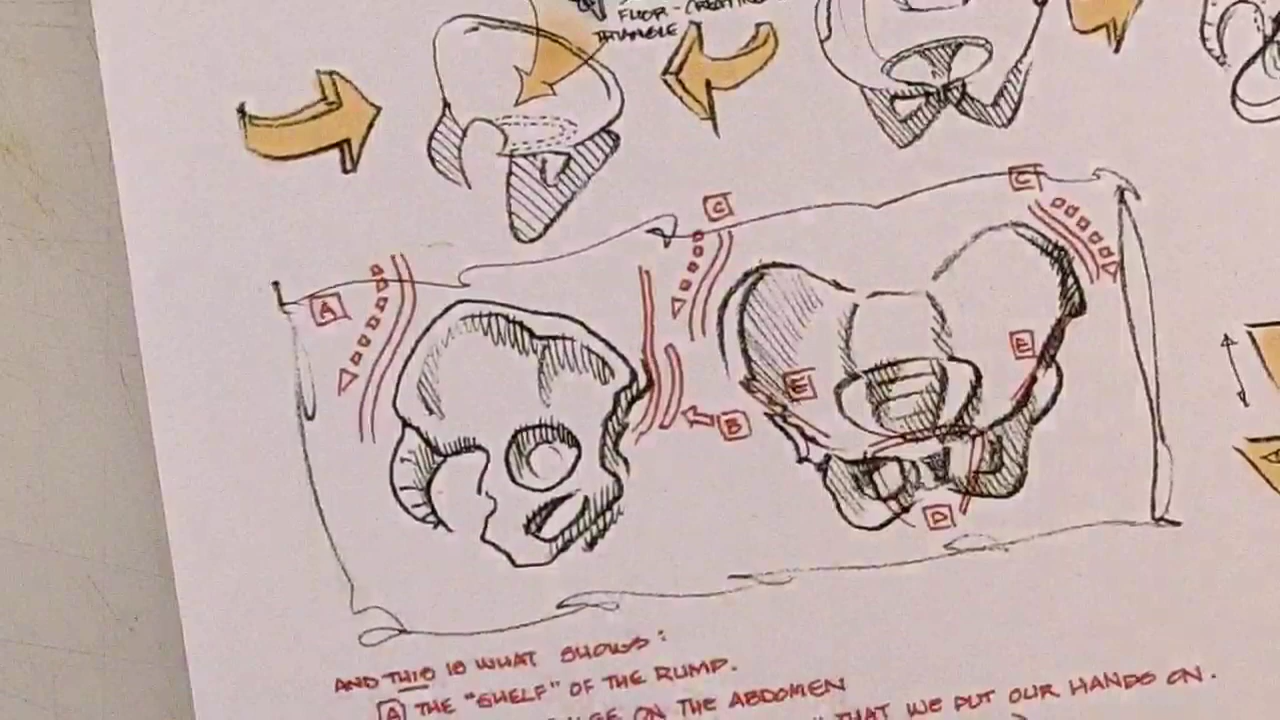 FLOOR-CREATING
TRIANGLE
C
C
A
E
E
B
D
AND THIS IS WHAT SHOWS:
A THE "SHELF" OF THE RUMP.
ON THE ABDOMEN
" THAT WE PUT OUR HANDS ON.